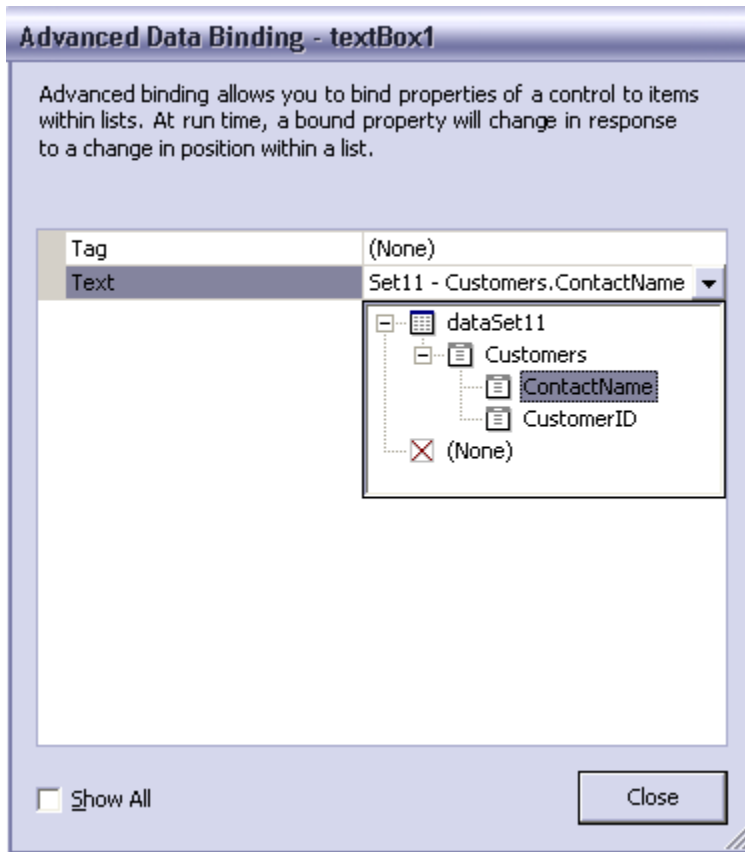 Advanced Data Binding - textBox1
Advanced binding allows you to bind properties of a control to items
within lists. At run time, a bound property will change in response
to a change in position within a list.
Tag (None)
Text Set11 - Customers.ContactName
dataSet11
Customers
ContactName
CustomerID
(None)
Show All
Close